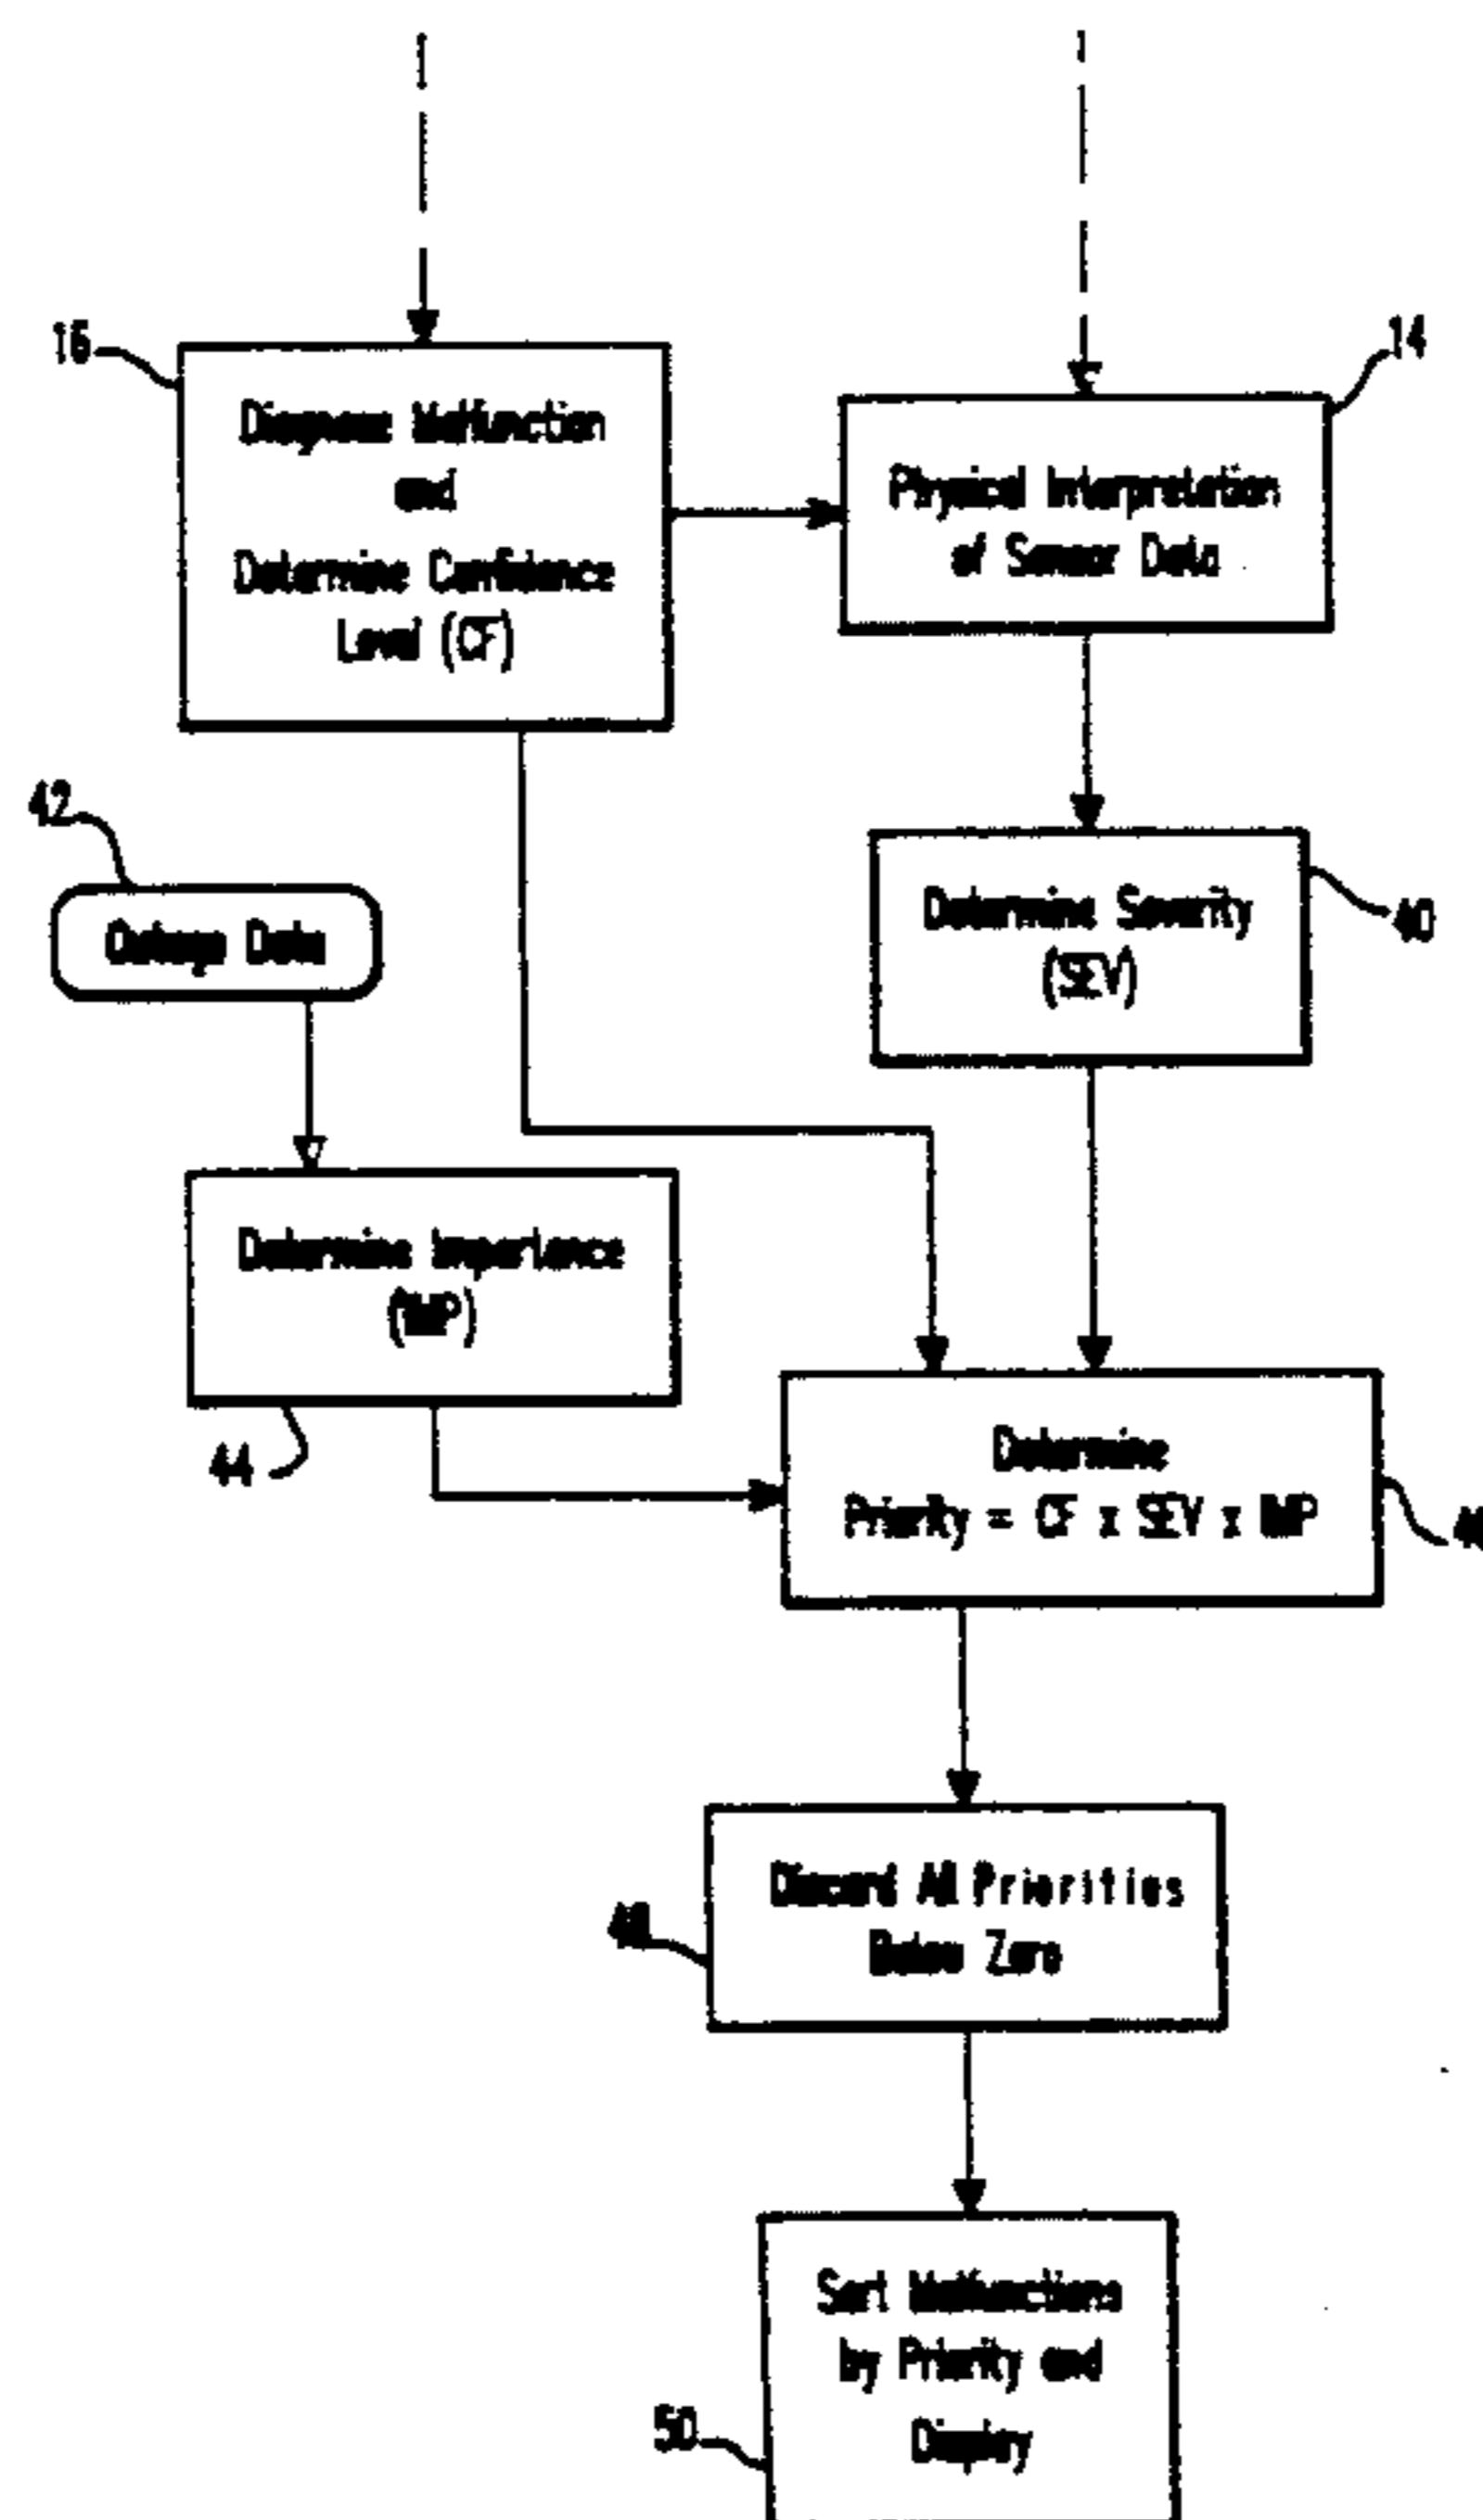 16
Diagnose Malfunction
and
Determine Confidence
Level (CF)
14
Physical Interpretation
of Sensor Data
42
Datagp Data
Determine Severity
(SEV)
40
Determine Importance
(IMP)
44
Determine
Priority = CF x SEV x IMP
Discard All Priorities
Below Zero
48
Sort Malfunctions
by Priority and
Display
50